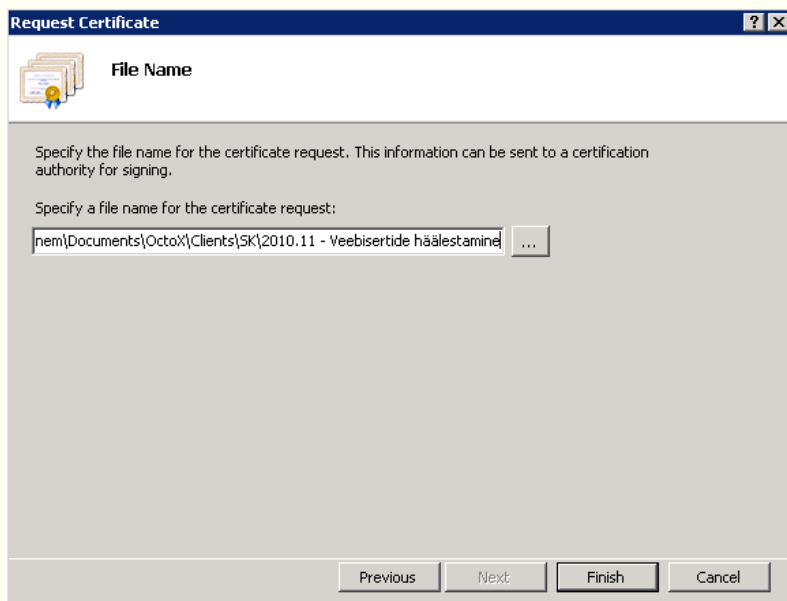 Request Certificate
File Name
Specify the file name for the certificate request. This information can be sent to a certification
authority for signing.
Specify a file name for the certificate request:
nem\Documents\OctoX\Clients\SK\2010.11 - Veebisertide häälestamine
...
Previous
Next
Finish
Cancel